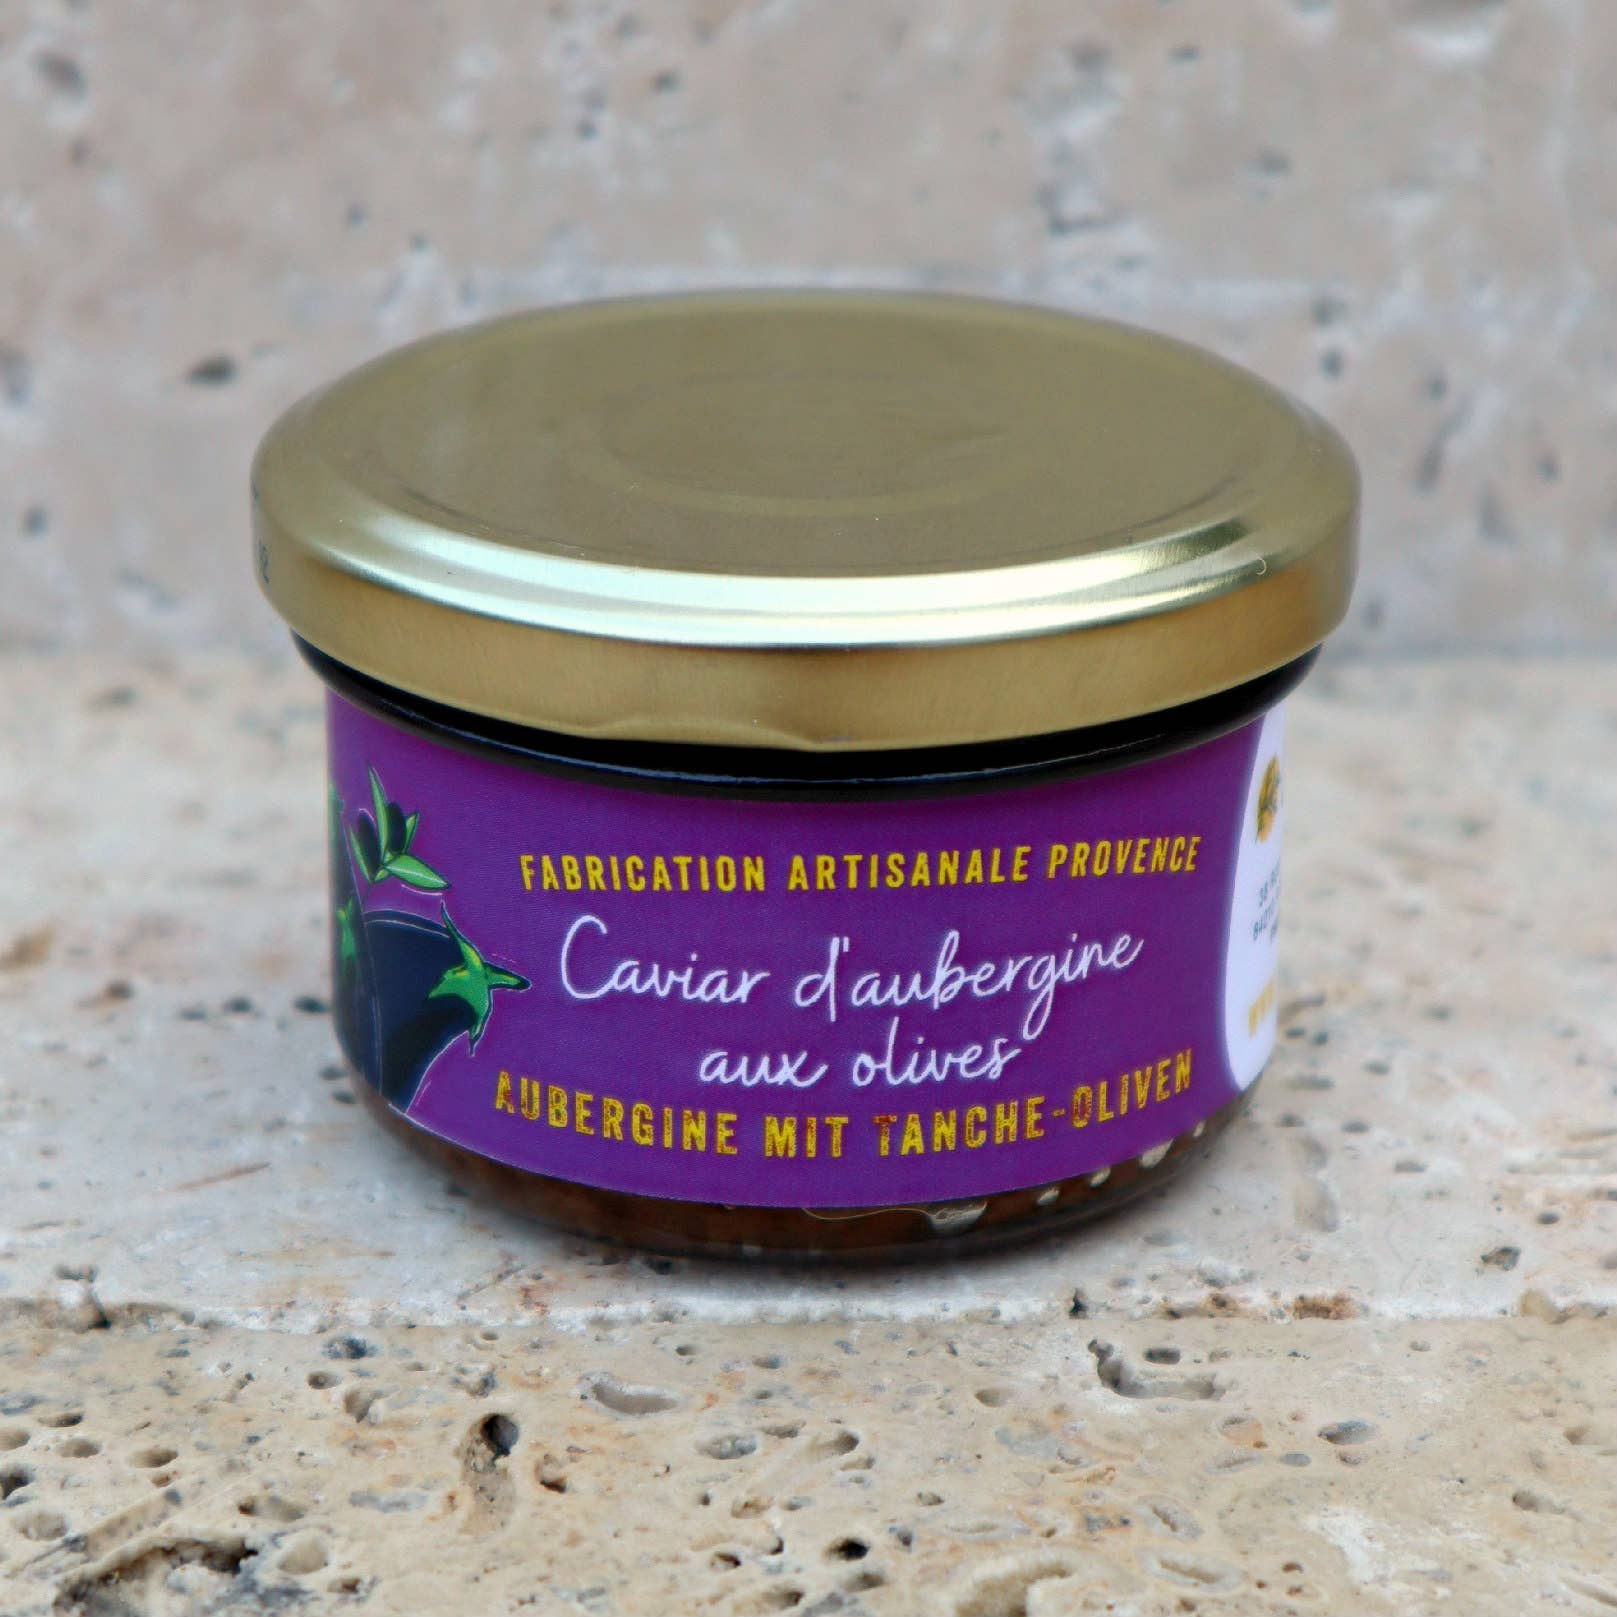 FABRICATION ARTISANALE PROVENCE
Caviar d'aubergine
aux olives
AUBERGINE MIT TANCHE-OLIVEN